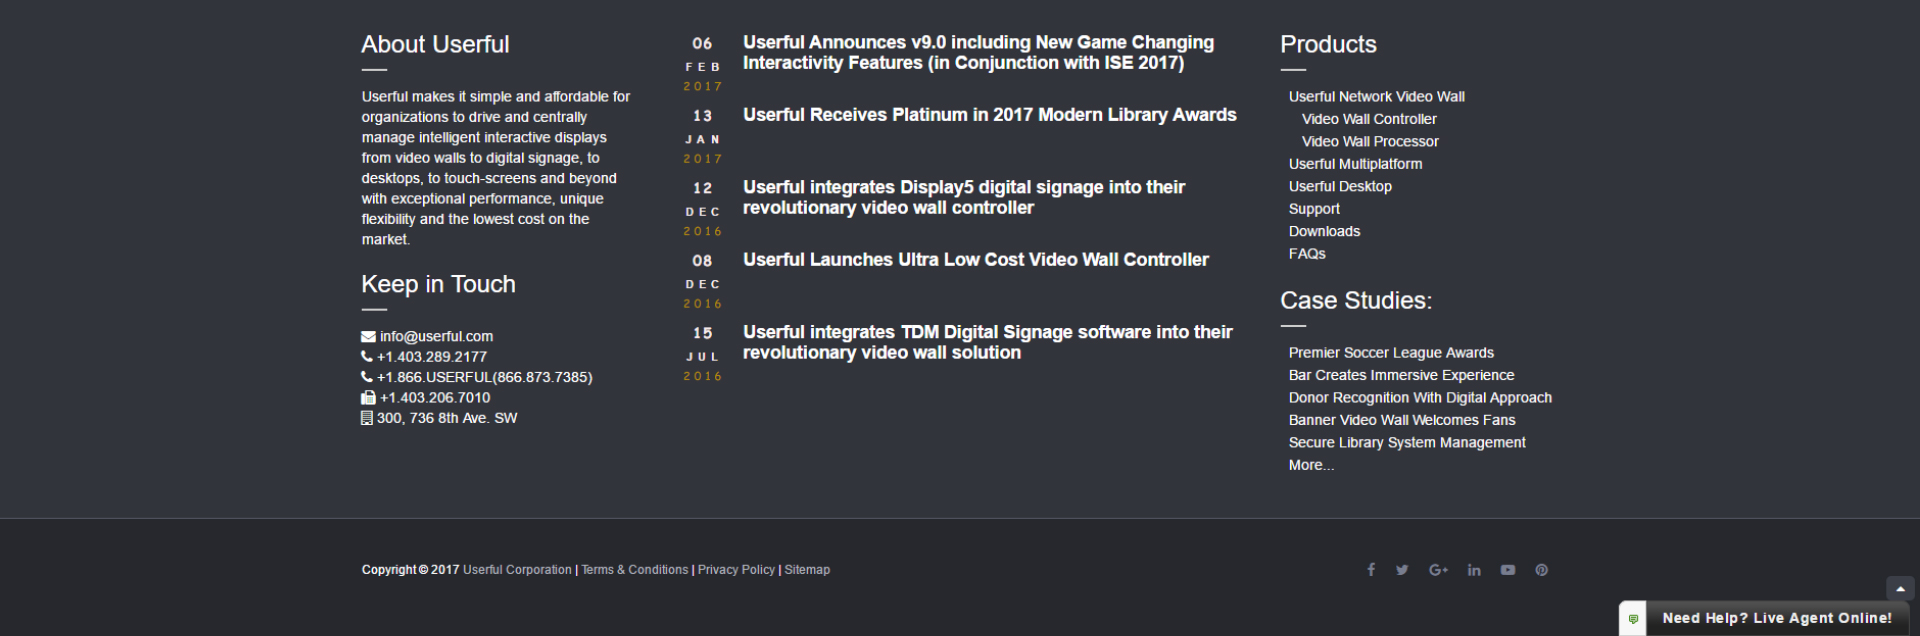 About Userful
Userful makes it simple and affordable for
organizations to drive and centrally
manage intelligent interactive displays
from video walls to digital signage, to
desktops, to touch-screens and beyond
with exceptional performance, unique
flexibility and the lowest cost on the
market.
Keep in Touch
info@userful.com
+1.403.289.2177
+1.866.USERFUL(866.873.7385)
+1.403.206.7010
300, 736 8th Ave. SW
06
FEB
2017
Userful Announces v9.0 including New Game Changing
Interactivity Features (in Conjunction with ISE 2017)
13
JAN
2017
Userful Receives Platinum in 2017 Modern Library Awards
12
DEC
2016
Userful integrates Display5 digital signage into their
revolutionary video wall controller
08
DEC
2016
Userful Launches Ultra Low Cost Video Wall Controller
15
JUL
2016
Userful integrates TDM Digital Signage software into their
revolutionary video wall solution
Products
Userful Network Video Wall
Video Wall Controller
Video Wall Processor
Userful Multiplatform
Userful Desktop
Support
Downloads
FAQs
Case Studies:
Premier Soccer League Awards
Bar Creates Immersive Experience
Donor Recognition With Digital Approach
Banner Video Wall Welcomes Fans
Secure Library System Management
More...
Copyright © 2017 Userful Corporation | Terms & Conditions | Privacy Policy | Sitemap
Need Help? Live Agent Online!